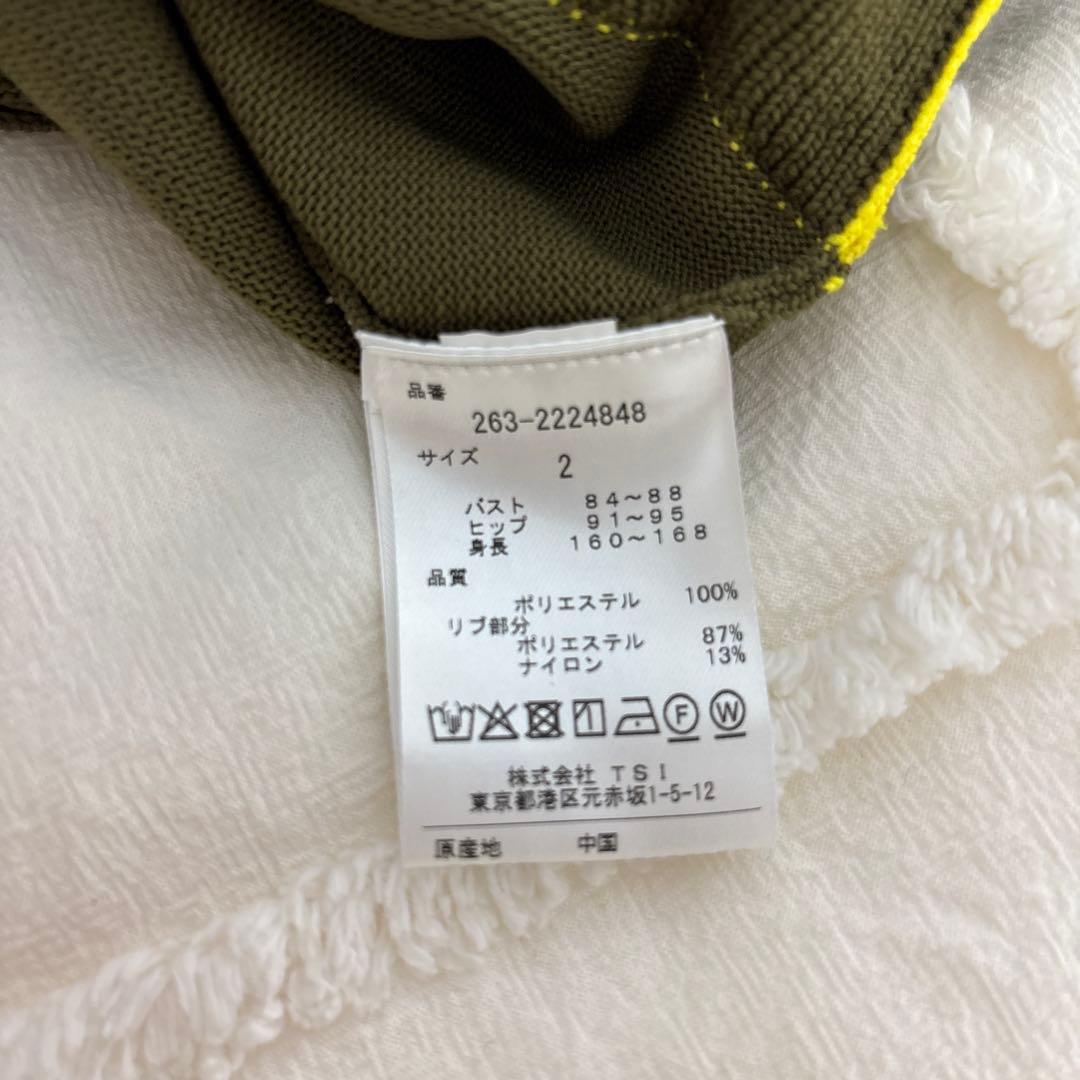 品番
263-2224848
サイズ 2
バスト 84～88
ヒップ 91～95
身長 160～168
品質
ポリエステル 100%
リブ部分
ポリエステル 87%
ナイロン 13%
F W
株式会社 TSI
東京都港区元赤坂1-5-12
原産地 中国